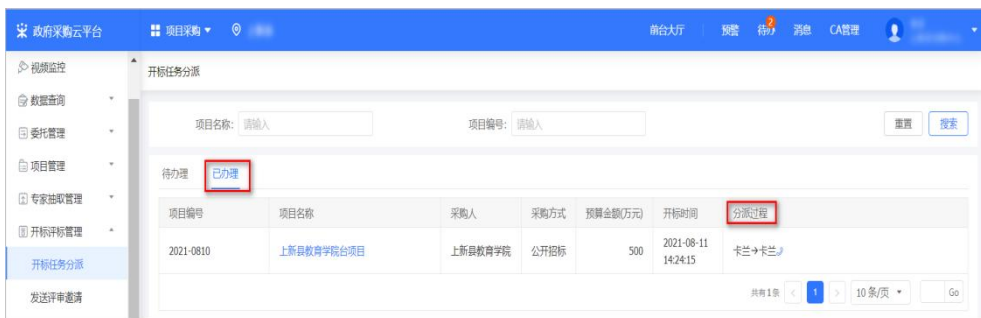 政府采购云平台
项目采购
前台大厅
预警
待办
2
消息
CA管理
视频监控
数据查询
委托管理
项目管理
专家抽取管理
开标评标管理
开标任务分派
发送评审邀请
开标任务分派
项目名称: 请输入
项目编号: 请输入
重置 搜索
待办理 已办理
项目编号 项目名称 采购人 采购方式 预算金额(万元) 开标时间 分派过程
2021-0810 上新县教育学院台项目 上新县教育学院 公开招标 500 2021-08-11 14:24:15 卡兰→卡兰
共有1条 < 1 > 10条/页 Go